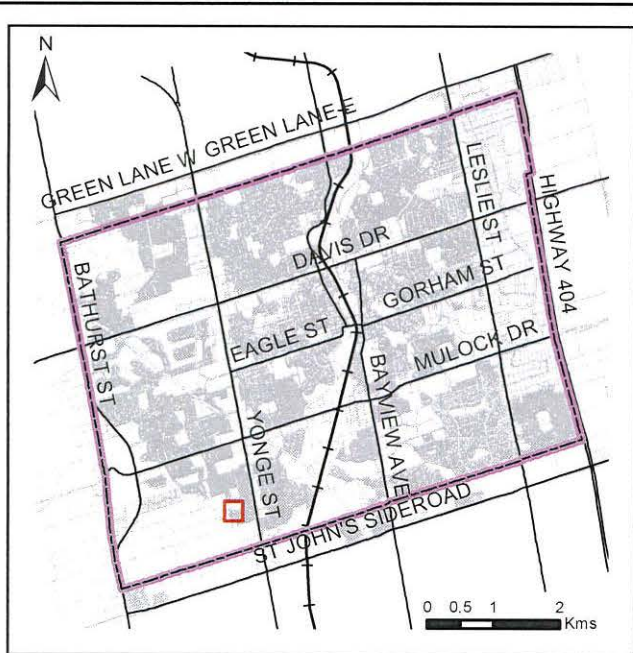 N
GREEN LANE W
GREEN LANE E
LESLIE ST
HIGHWAY 404
DAVIS DR
BATHURST ST
GORHAM ST
EAGLE ST
MULOCK DR
BAYVIEW AVE
YONGE ST
ST JOHN'S SIDEROAD
0 0.5 1 2
Kms